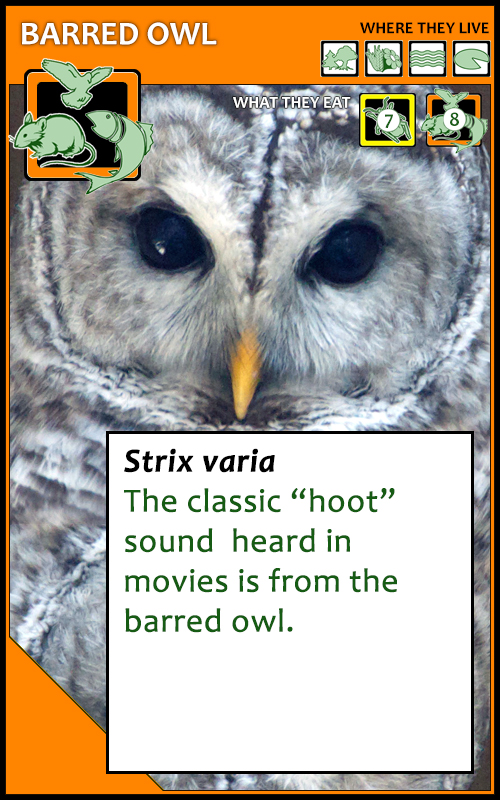 BARRED OWL
WHERE THEY LIVE
WHAT THEY EAT
7
8
Strix varia
The classic “hoot”
sound  heard in
movies is from the
barred owl.